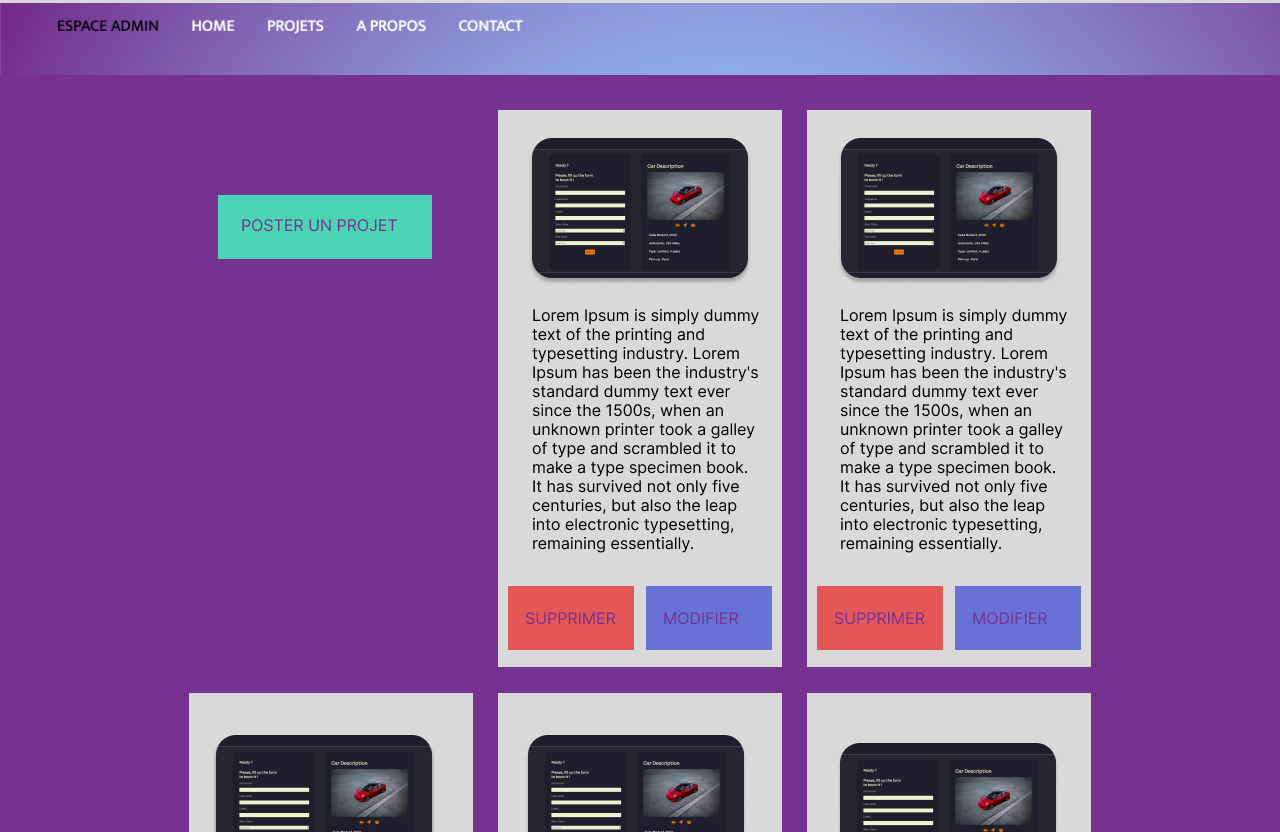 ESPACE ADMIN HOME PROJETS A PROPOS CONTACT
POSTER UN PROJET
Ready ?
Please, fill up the form
to book it !
Car Description
Ready ?
Please, fill up the form
to book it !
Car Description
Lorem Ipsum is simply dummy
text of the printing and
typesetting industry. Lorem
Ipsum has been the industry's
standard dummy text ever
since the 1500s, when an
unknown printer took a galley
of type and scrambled it to
make a type specimen book.
It has survived not only five
centuries, but also the leap
into electronic typesetting,
remaining essentially.
SUPPRIMER MODIFIER
Lorem Ipsum is simply dummy
text of the printing and
typesetting industry. Lorem
Ipsum has been the industry's
standard dummy text ever
since the 1500s, when an
unknown printer took a galley
of type and scrambled it to
make a type specimen book.
It has survived not only five
centuries, but also the leap
into electronic typesetting,
remaining essentially.
SUPPRIMER MODIFIER
Ready ?
Please, fill up the form
to book it !
Car Description
Ready ?
Please, fill up the form
to book it !
Car Description
Ready ?
Please, fill up the form
to book it !
Car Description